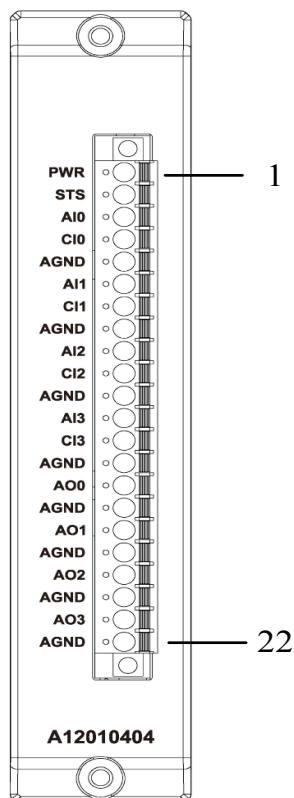 PWR 1
STS
AI0
CI0
AGND
AI1
CI1
AGND
AI2
CI2
AGND
AI3
CI3
AGND
AO0
AGND
AO1
AGND
AO2
AGND
AO3
AGND 22
A12010404